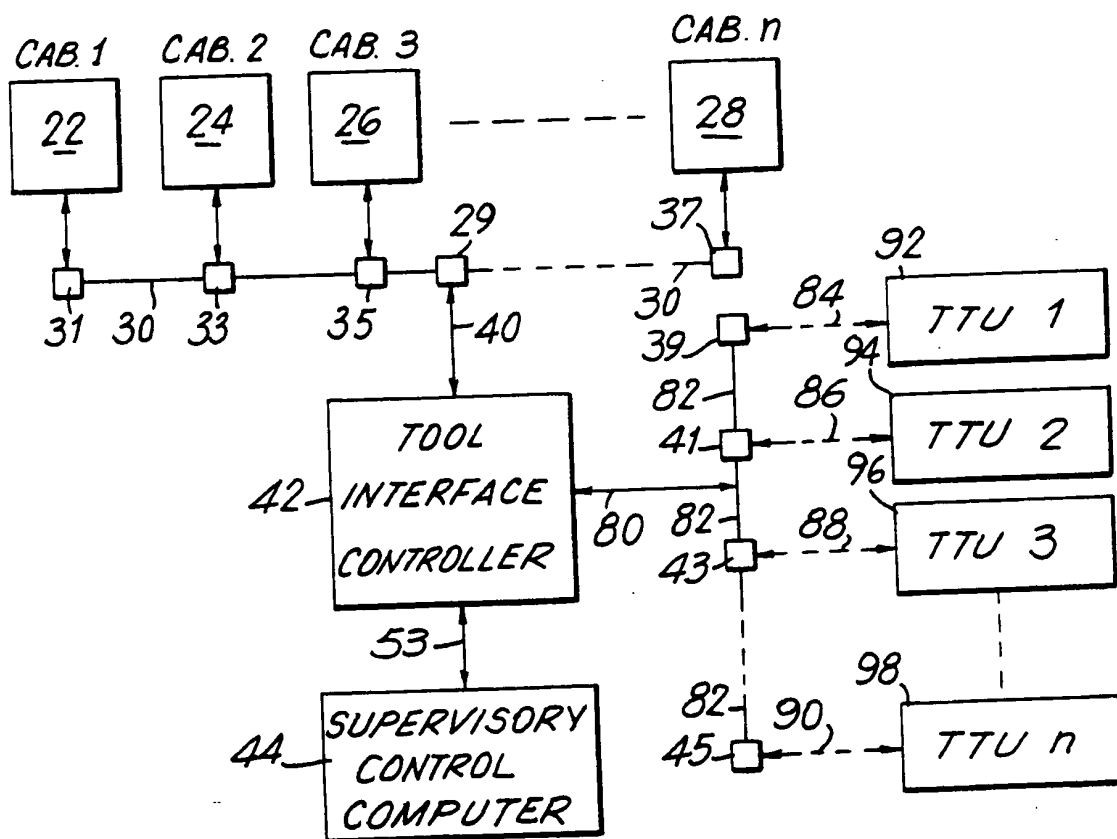 CAB. 1 CAB. 2 CAB. 3 CAB. n
22 24 26 28
37
29
92
31 30 33 35 40 30 84 TTU 1
39
94
82 86 TTU 2
41
96
TOOL
INTERFACE
CONTROLLER
42
80
82 88 TTU 3
43
53
98
82 90 TTU n
45
SUPERVISORY
CONTROL
COMPUTER
44